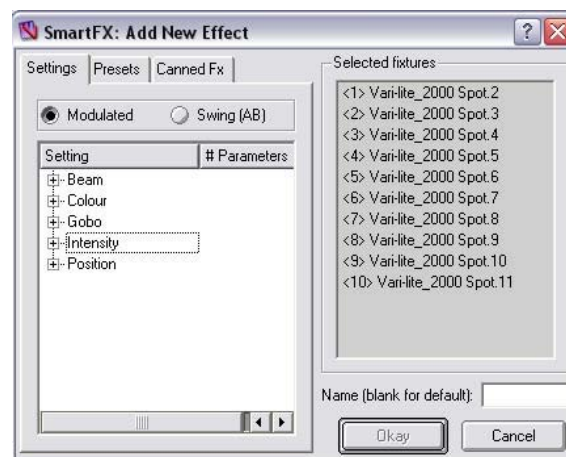 SmartFX: Add New Effect
Settings
Presets
Canned Fx
Modulated
Swing (AB)
Setting
# Parameters
Beam
Colour
Gobo
Intensity
Position
Selected fixtures
<1> Vari-lite_2000 Spot.2
<2> Vari-lite_2000 Spot.3
<3> Vari-lite_2000 Spot.4
<4> Vari-lite_2000 Spot.5
<5> Vari-lite_2000 Spot.6
<6> Vari-lite_2000 Spot.7
<7> Vari-lite_2000 Spot.8
<8> Vari-lite_2000 Spot.9
<9> Vari-lite_2000 Spot.10
<10> Vari-lite_2000 Spot.11
Name (blank for default):
Okay
Cancel